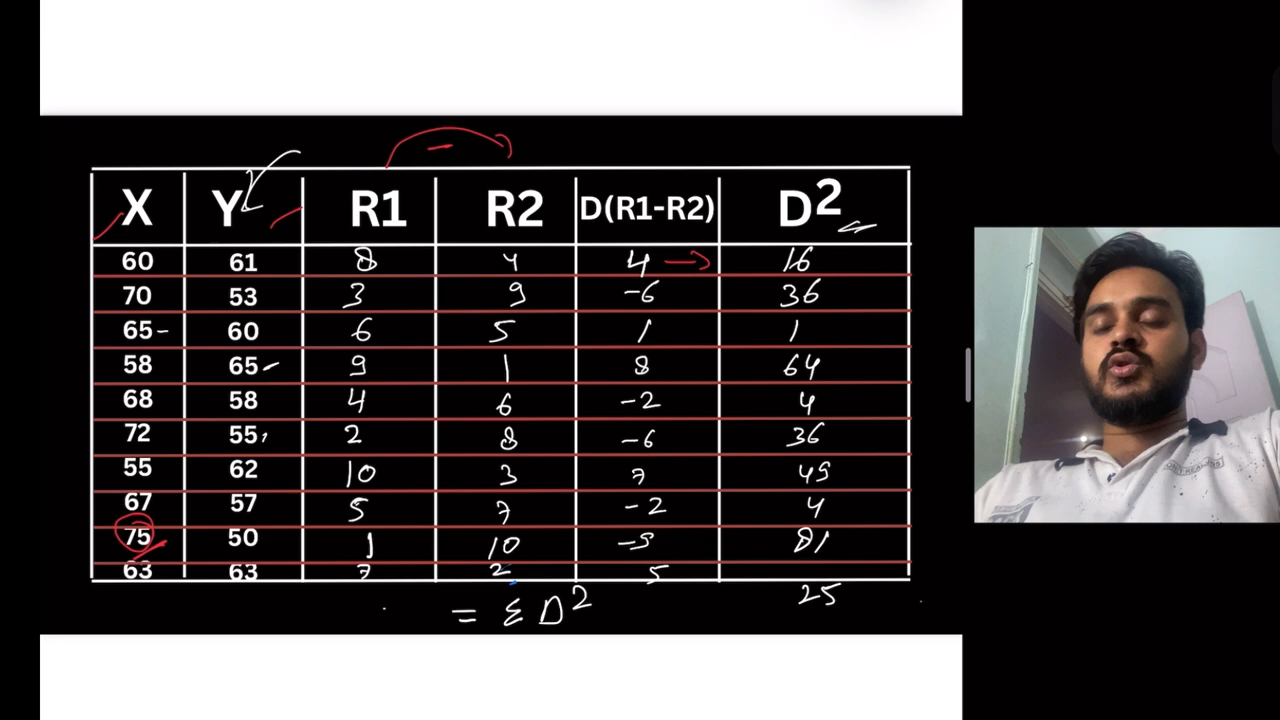 X Y R1 R2 D(R1-R2) D²
60 61 8 4 4 → 16
70 53 3 9 -6 36
65- 60 6 5 1 1
58 65 9 1 8 64
68 58 4 6 -2 4
72 55 2 8 -6 36
55 62 10 3 7 49
67 57 5 7 -2 4
75 50 1 10 -9 81
63 63 7 2 5
25
= Σ D²